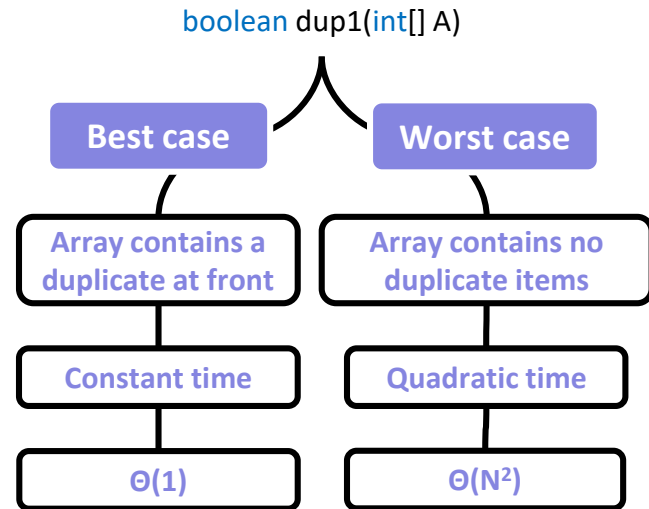 boolean dup1(int[] A)
Best case
Worst case
Array contains a
duplicate at front
Array contains no
duplicate items
Constant time
Quadratic time
Θ(1)
Θ(N²)